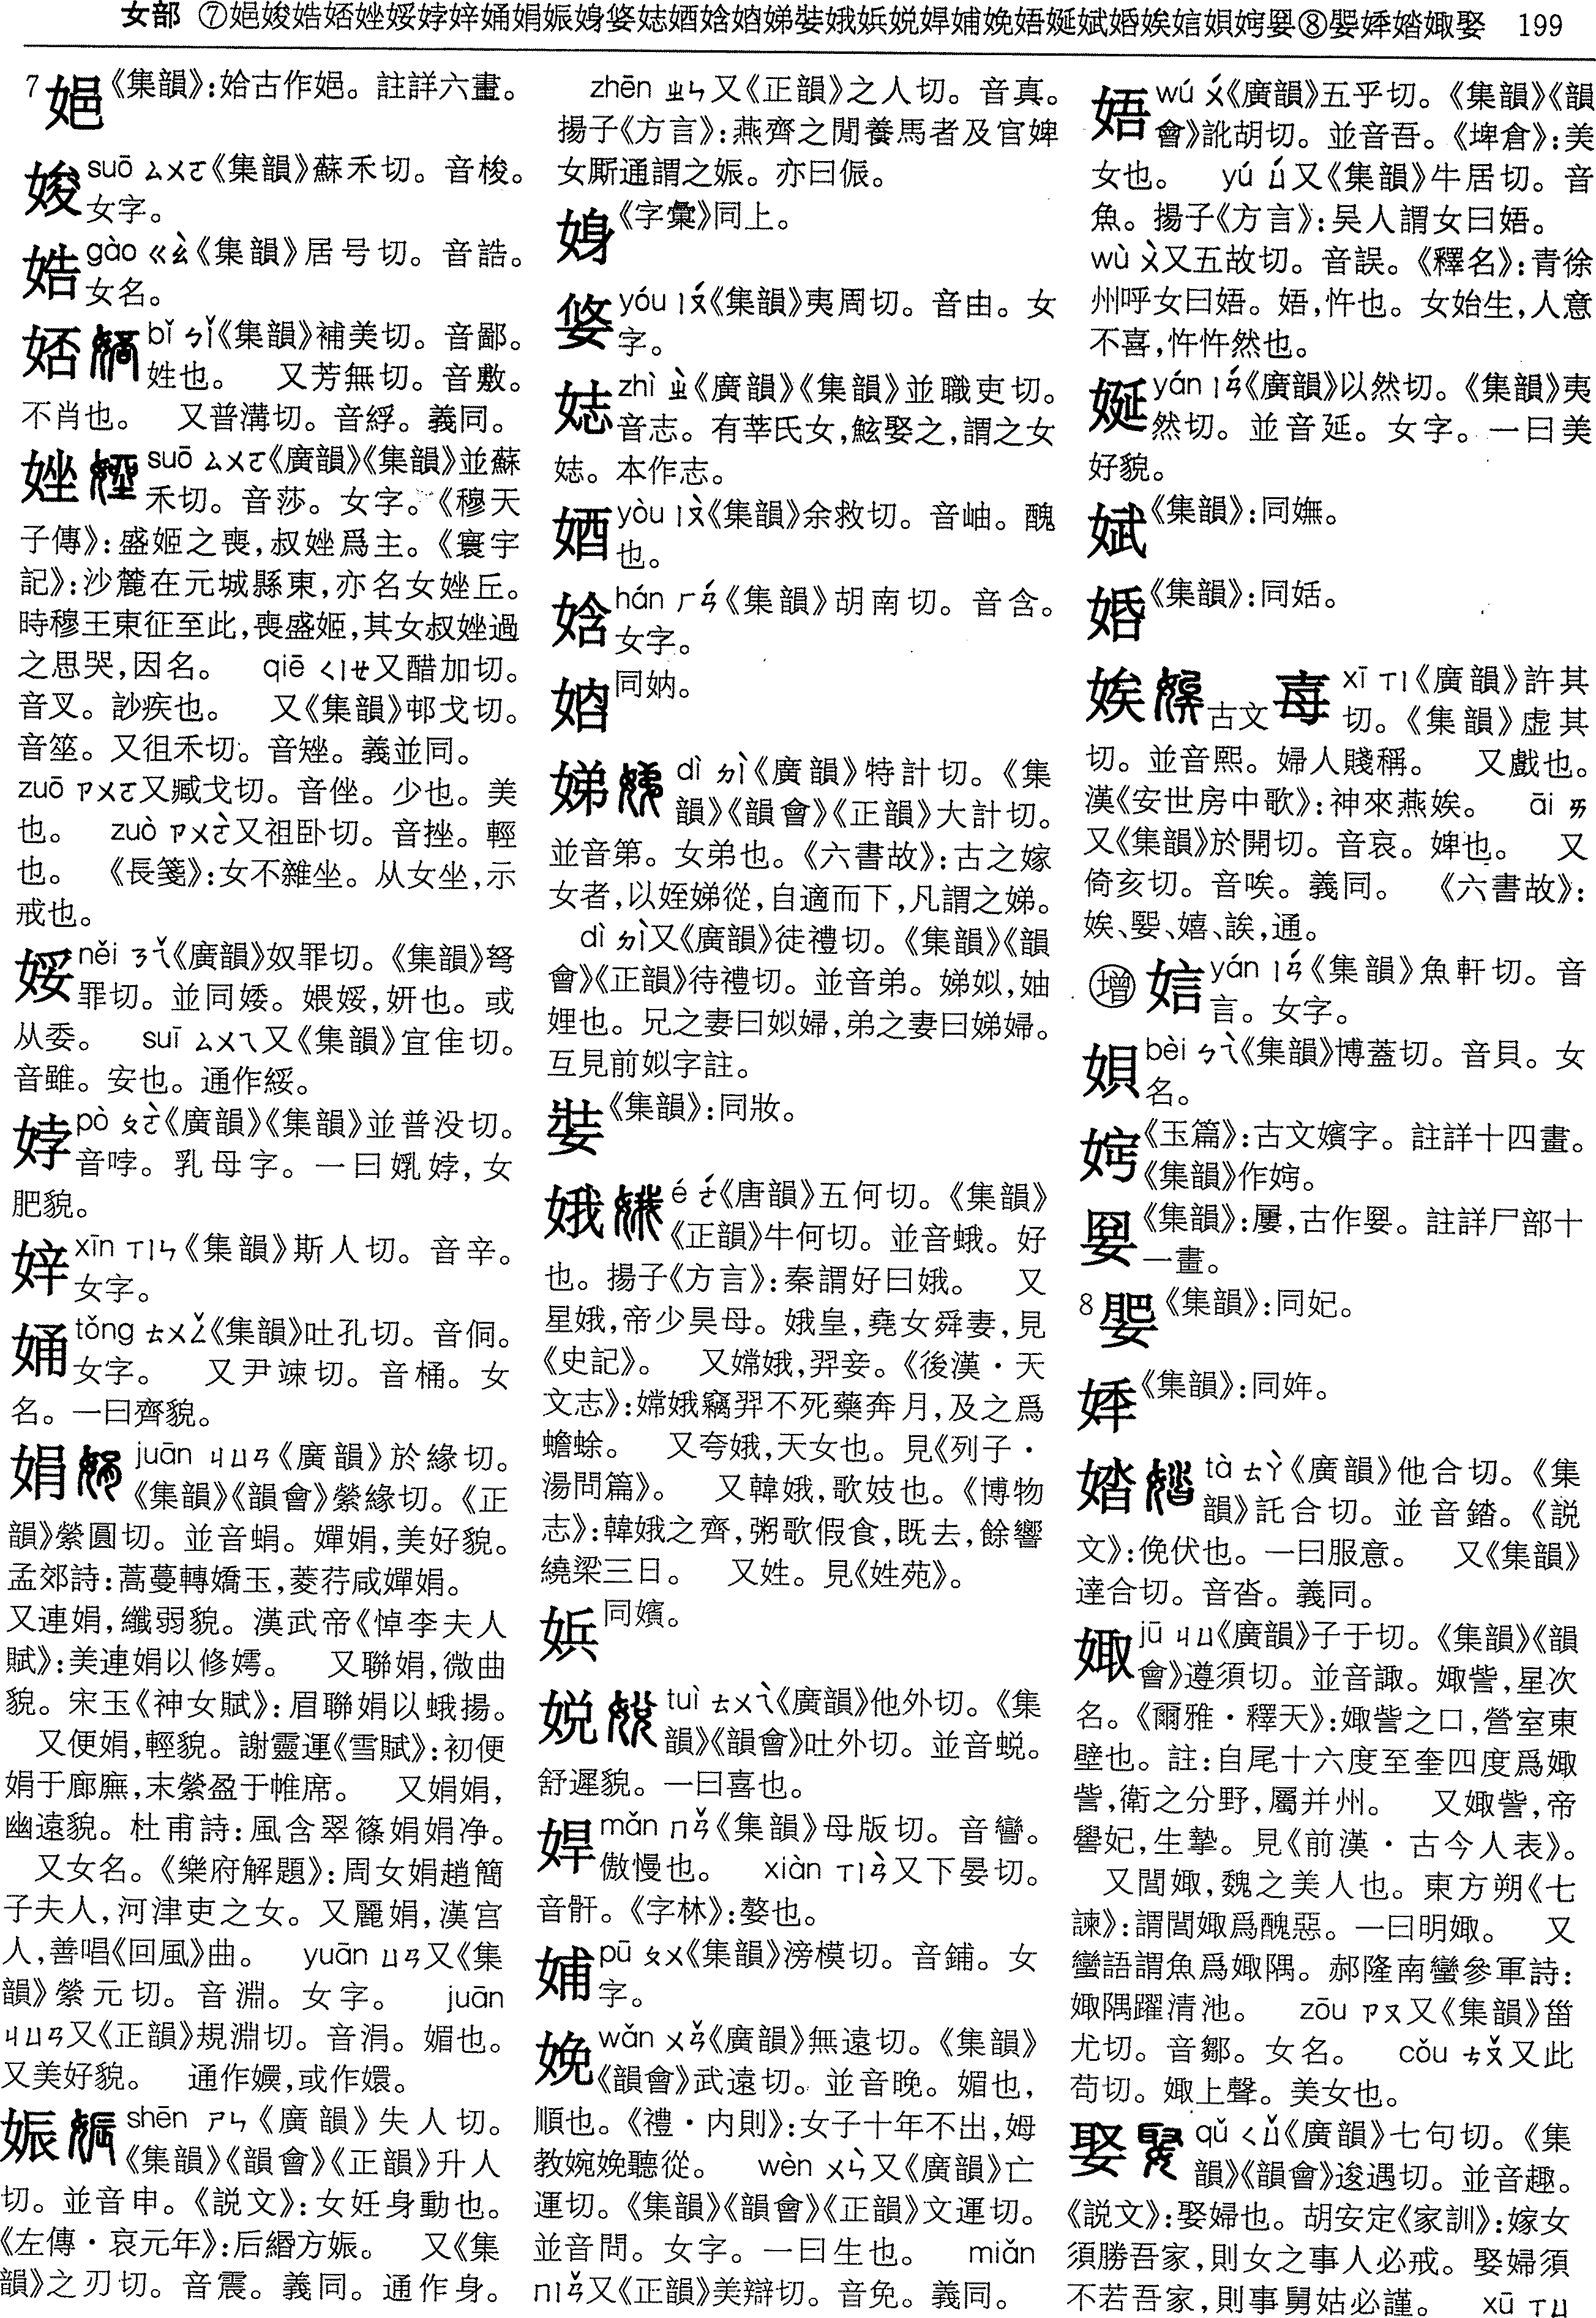 女部 ⑦㛕㛖㛴娝㛗娞㛘㛙㛚娟娠㛛㛜㛝㛞㛟㛠娣娤娥娦娧㛧㛨娩娪娫娬婚娭㛰娊㛱㛲⑧㛳㛵㛥娵娶 199
7 《集韻》:姶古作㛕。註詳六畫。
suō ㄙㄨㄛ《集韻》蘇禾切。音梭。
女字。
gào ㄍㄠˋ《集韻》居号切。音誥。
女名。
娝 bǐ ㄅㄧˇ《集韻》補美切。音鄙。
姓也。 又芳無切。音敷。
不肖也。 又普溝切。音䋨。義同。
㛗 suō ㄙㄨㄛ《廣韻》《集韻》並蘇
禾切。音莎。女字。《穆天
子傳》:盛姬之喪,叔㛗爲主。《寰宇
記》:沙麓在元城縣東,亦名女㛗丘。
時穆王東征至此,喪盛姬,其女叔㛗過
之思哭,因名。 qiē ㄑㄧㄝ又醋加切。
音叉。訬疾也。 又《集韻》邨戈切。
音莝。又徂禾切。音矬。義並同。
zuō ㄗㄨㄛ又臧戈切。音侳。少也。美
也。 zuò ㄗㄨㄛˋ又祖卧切。音挫。輕
也。 《長箋》:女不雜坐。从女坐,示
戒也。
娞 něi ㄋㄟˇ《廣韻》奴罪切。《集韻》弩
罪切。並同婑。㛱娞,妍也。或
从委。 suī ㄙㄨㄟ又《集韻》宜隹切。
音雖。安也。通作綏。
㛘 pò ㄆㄛˋ《廣韻》《集韻》並普没切。
音哱。乳母字。一曰㜨㛘,女
肥貌。
xīn ㄒㄧㄣ《集韻》斯人切。音辛。
女字。
㛚 tǒng ㄊㄨㄥˇ《集韻》吐孔切。音侗。
女字。 又尹竦切。音桶。女
名。一曰齊貌。
娟 juān ㄐㄩㄢ《廣韻》於緣切。
《集韻》《韻會》縈緣切。《正
韻》縈圓切。並音蜎。嬋娟,美好貌。
孟郊詩:蒿蔓轉嬌玉,菱荇咸嬋娟。
又連娟,纖弱貌。漢武帝《悼李夫人
賦》:美連娟以修嫮。 又聯娟,微曲
貌。宋玉《神女賦》:眉聯娟以蛾揚。
又便娟,輕貌。謝靈運《雪賦》:初便
娟于廊廡,末縈盈于帷席。 又娟娟,
幽遠貌。杜甫詩:風含翠篠娟娟净。
又女名。《樂府解題》:周女娟趙簡
子夫人,河津吏之女。又麗娟,漢宫
人,善唱《回風》曲。 yuān ㄩㄢ又《集
韻》縈元切。音淵。女字。 juān
ㄐㄩㄢ又《正韻》規淵切。音涓。媚也。
又美好貌。 通作嬽,或作嬛。
娠 shēn ㄕㄣ《廣韻》失人切。
《集韻》《韻會》《正韻》升人
切。並音申。《説文》:女妊身動也。
《左傳・哀元年》:后緡方娠。 又《集
韻》之刃切。音震。義同。通作身。
zhēn ㄓㄣ又《正韻》之人切。音真。
揚子《方言》:燕齊之閒養馬者及官婢
女厮通謂之娠。亦曰侲。
㛛 《字彙》同上。
yóu ㄧㄡˊ《集韻》夷周切。音由。女
字。
娡 zhì ㄓˋ《廣韻》《集韻》並職吏切。
音志。有莘氏女,鮌娶之,謂之女
娡。本作志。
yòu ㄧㄡˋ《集韻》余救切。音岫。醜
也。
hán ㄏㄢˊ《集韻》胡南切。音含。
女字。
同妠。
娣 dì ㄉㄧˋ《廣韻》特計切。《集
韻》《韻會》《正韻》大計切。
並音第。女弟也。《六書故》:古之嫁
女者,以姪娣從,自適而下,凡謂之娣。
dì ㄉㄧˋ又《廣韻》徒禮切。《集韻》《韻
會》《正韻》待禮切。並音弟。娣姒,妯
娌也。兄之妻曰姒婦,弟之妻曰娣婦。
互見前姒字註。
娤 《集韻》:同妝。
娥 é ㄜˊ《唐韻》五何切。《集韻》
《正韻》牛何切。並音蛾。好
也。揚子《方言》:秦謂好曰娥。 又
星娥,帝少昊母。娥皇,堯女舜妻,見
《史記》。 又嫦娥,羿妾。《後漢・天
文志》:嫦娥竊羿不死藥奔月,及之爲
蟾蜍。 又夸娥,天女也。見《列子・
湯問篇》。 又韓娥,歌妓也。《博物
志》:韓娥之齊,粥歌假食,既去,餘響
繞梁三日。 又姓。見《姓苑》。
娦 同嬪。
娧 tuì ㄊㄨㄟˋ《廣韻》他外切。《集
韻》《韻會》吐外切。並音蜕。
舒遲貌。一曰喜也。
娨 mǎn ㄇㄢˇ《集韻》母版切。音矕。
傲慢也。 xiàn ㄒㄧㄢˋ又下晏切。
音骭。《字林》:婺也。
㛔 pū ㄆㄨ《集韻》滂模切。音鋪。女
字。
娩 wǎn ㄨㄢˇ《廣韻》無遠切。《集韻》
《韻會》武遠切。並音晚。媚也,
順也。《禮・内則》:女子十年不出,姆
教婉娩聽從。 wèn ㄨㄣˋ又《廣韻》亡
運切。《集韻》《韻會》《正韻》文運切。
並音問。女字。一曰生也。 miǎn
ㄇㄧㄢˇ又《正韻》美辯切。音免。義同。
娪 wú ㄨˊ《廣韻》五乎切。《集韻》《韻
會》訛胡切。並音吾。《埤倉》:美
女也。 yú ㄩˊ又《集韻》牛居切。音
魚。揚子《方言》:吴人謂女曰娪。
wù ㄨˋ又五故切。音誤。《釋名》:青徐
州呼女曰娪。娪,忤也。女始生,人意
不喜,忤忤然也。
娫 yán ㄧㄢˊ《廣韻》以然切。《集韻》夷
然切。並音延。女字。一曰美
好貌。
娬 《集韻》:同嫵。
《集韻》:同姡。
娭 古文 毐 xī ㄒㄧ《廣韻》許其
切。《集韻》虚其
切。並音熙。婦人賤稱。 又戲也。
漢《安世房中歌》:神來燕娭。 āi ㄞ
又《集韻》於開切。音哀。婢也。 又
倚亥切。音唉。義同。 《六書故》:
娭、嫛、嬉、誒,通。
增 yán ㄧㄢˊ《集韻》魚軒切。音
言。女字。
娊 bèi ㄅㄟˋ《集韻》博蓋切。音貝。女
名。
《玉篇》:古文嬪字。註詳十四畫。
《集韻》作㛥。
《集韻》:屢,古作㛱。註詳尸部十
一畫。
8 《集韻》:同妃。
《集韻》:同姩。
㛥 tà ㄊㄚˋ《廣韻》他合切。《集
韻》託合切。並音錔。《説
文》:俛伏也。一曰服意。 又《集韻》
達合切。音沓。義同。
娵 jū ㄐㄩ《廣韻》子于切。《集韻》《韻
會》遵須切。並音諏。娵訾,星次
名。《爾雅・釋天》:娵訾之口,營室東
壁也。註:自尾十六度至奎四度爲娵
訾,衛之分野,屬并州。 又娵訾,帝
嚳妃,生摯。見《前漢・古今人表》。
又閭娵,魏之美人也。東方朔《七
諫》:謂閭娵爲醜惡。一曰明娵。 又
蠻語謂魚爲娵隅。郝隆南蠻參軍詩:
娵隅躍清池。 zōu ㄗㄡ又《集韻》甾
尤切。音鄒。女名。 cǒu ㄘㄡˇ又此
苟切。娵上聲。美女也。
娶 qǔ ㄑㄩˇ《廣韻》七句切。《集
韻》《韻會》逡遇切。並音趣。
《説文》:娶婦也。胡安定《家訓》:嫁女
須勝吾家,則女之事人必戒。娶婦須
不若吾家,則事舅姑必謹。 xū ㄒㄩ